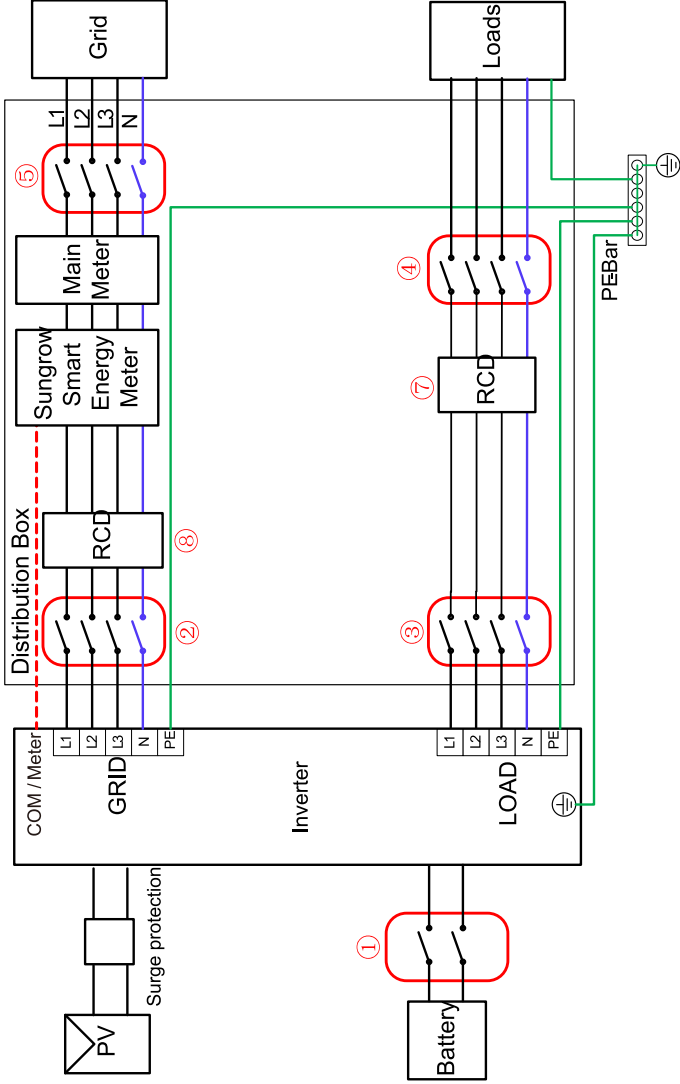 Grid
Loads
L1
L2
L3
N
⑤
Main
Meter
④
PE-Bar
Sungrow
Smart
Energy
Meter
⑦
RCD
Distribution Box
RCD
⑧
②
③
COM / Meter
L1
L2
L3
N
PE
GRID
Inverter
L1
L2
L3
N
PE
LOAD
Surge protection
PV
①
Battery